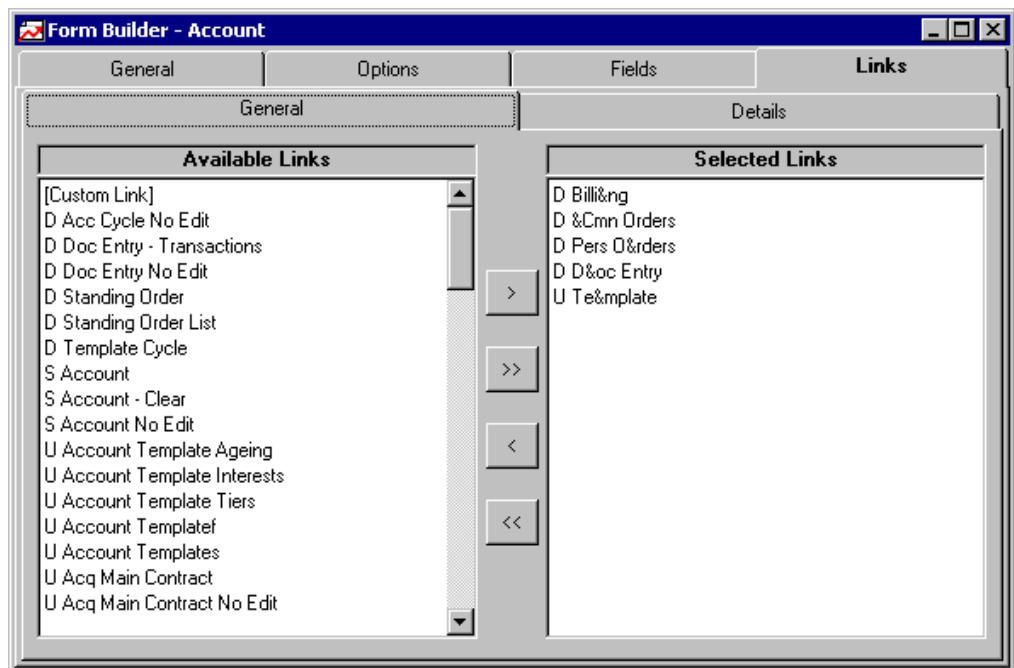 Form Builder - Account
General Options Fields Links
General Details
Available Links Selected Links
[Custom Link]
D Acc Cycle No Edit
D Doc Entry - Transactions
D Doc Entry No Edit
D Standing Order
D Standing Order List
D Template Cycle
S Account
S Account - Clear
S Account No Edit
U Account Template Ageing
U Account Template Interests
U Account Template Tiers
U Account Templatef
U Account Templates
U Acq Main Contract
U Acq Main Contract No Edit
>
>>
<
<<
D Billi&ng
D &Cmn Orders
D Pers O&rders
D D&oc Entry
U Te&mplate